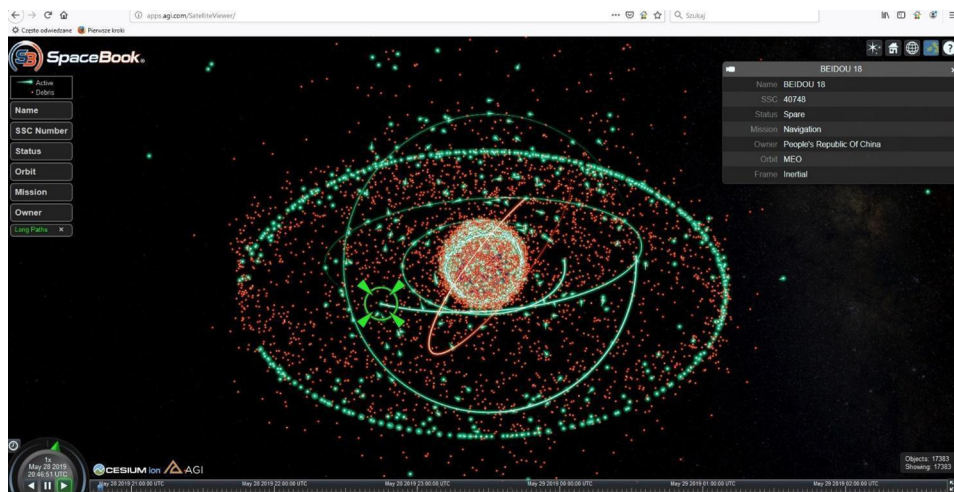 apps.agi.com/SatelliteViewer/
Szukaj
Często odwiedzane
Pierwsze kroki
SB SpaceBook®
Active
Debris
Name
SSC Number
Status
Orbit
Mission
Owner
Long Paths X
BEIDOU 18 x
Name BEIDOU 18
SSC 40748
Status Spare
Mission Navigation
Owner People's Republic Of China
Orbit MEO
Frame Inertial
1x
May 28 2019
20:46:51 UTC
CESIUM ion AGI
Objects: 17383
Showing: 17383
May 28 2019 21:00:00 UTC
May 28 2019 22:00:00 UTC
May 28 2019 23:00:00 UTC
May 29 2019 00:00:00 UTC
May 29 2019 01:00:00 UTC
May 29 2019 02:00:00 UTC